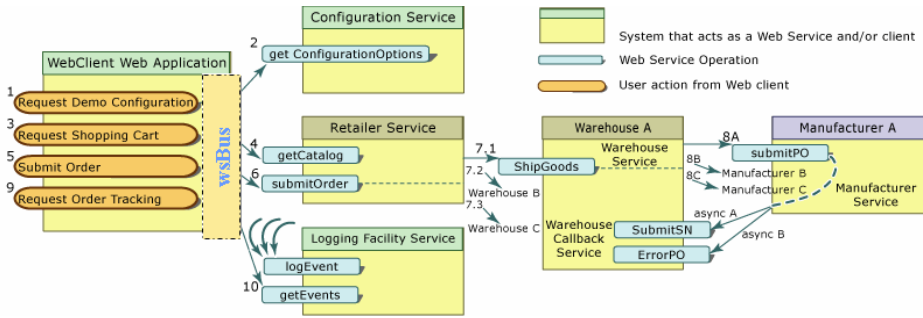 Configuration Service
2
get ConfigurationOptions
System that acts as a Web Service and/or client
Web Service Operation
User action from Web client
WebClient Web Application
1
Request Demo Configuration
3
Request Shopping Cart
5
Submit Order
9
Request Order Tracking
wsBus
Retailer Service
4
getCatalog
6
submitOrder
7.1
7.2
Warehouse B
7.3
Warehouse C
Warehouse A
Warehouse
Service
ShipGoods
8A
8B
Manufacturer B
8C
Manufacturer C
Manufacturer A
submitPO
Manufacturer
Service
async A
async B
Warehouse
Callback
Service
SubmitSN
ErrorPO
Logging Facility Service
logEvent
10
getEvents